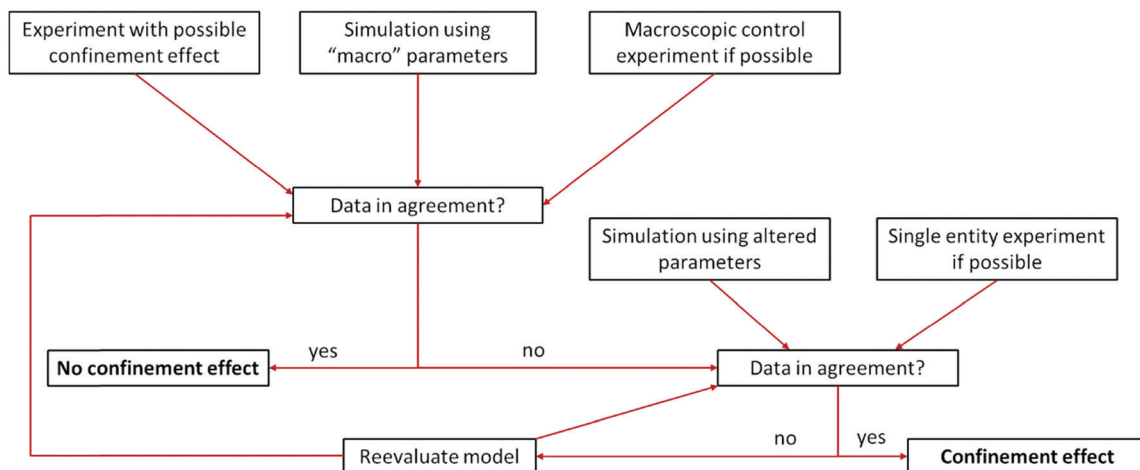 Experiment with possible
confinement effect
Simulation using
“macro” parameters
Macroscopic control
experiment if possible
Data in agreement?
Simulation using altered
parameters
Single entity experiment
if possible
No confinement effect
yes
no
Data in agreement?
Reevaluate model
no
yes
Confinement effect